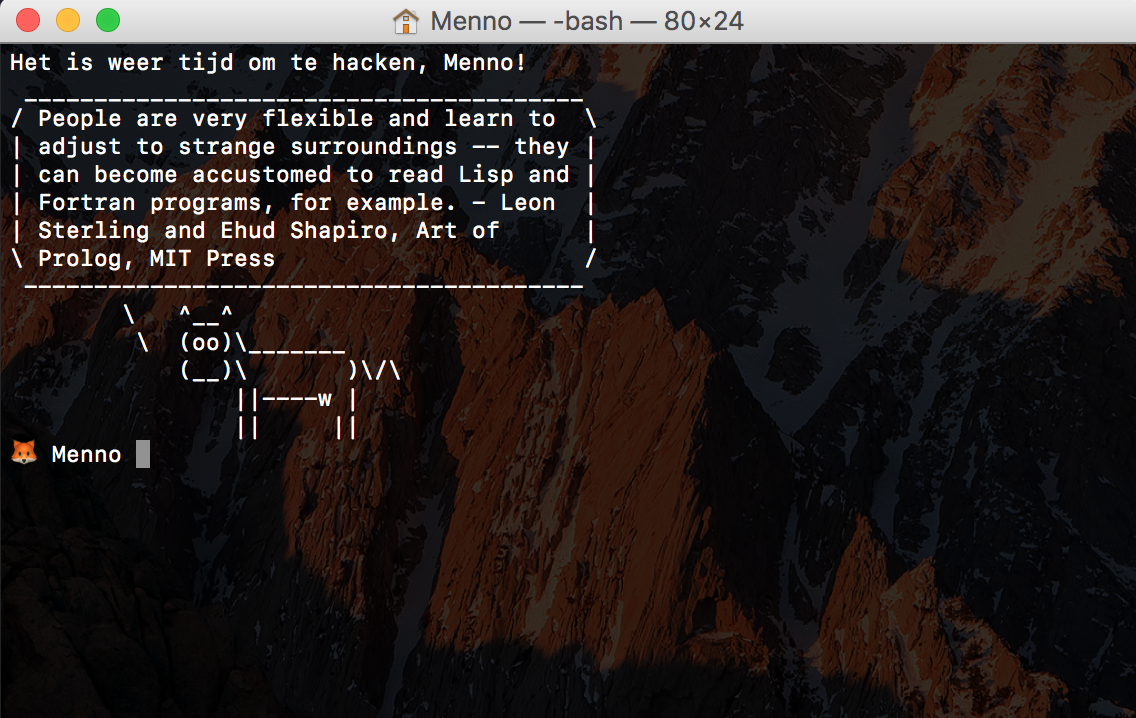 Menno — -bash — 80×24
Het is weer tijd om te hacken, Menno!
 ________________________________________
/ People are very flexible and learn to  \
| adjust to strange surroundings -- they |
| can become accustomed to read Lisp and |
| Fortran programs, for example. - Leon  |
| Sterling and Ehud Shapiro, Art of      |
\ Prolog, MIT Press                      /
 ----------------------------------------
        \   ^__^
         \  (oo)\_______
            (__)\       )\/\
                ||----w |
                ||     ||
🦊 Menno